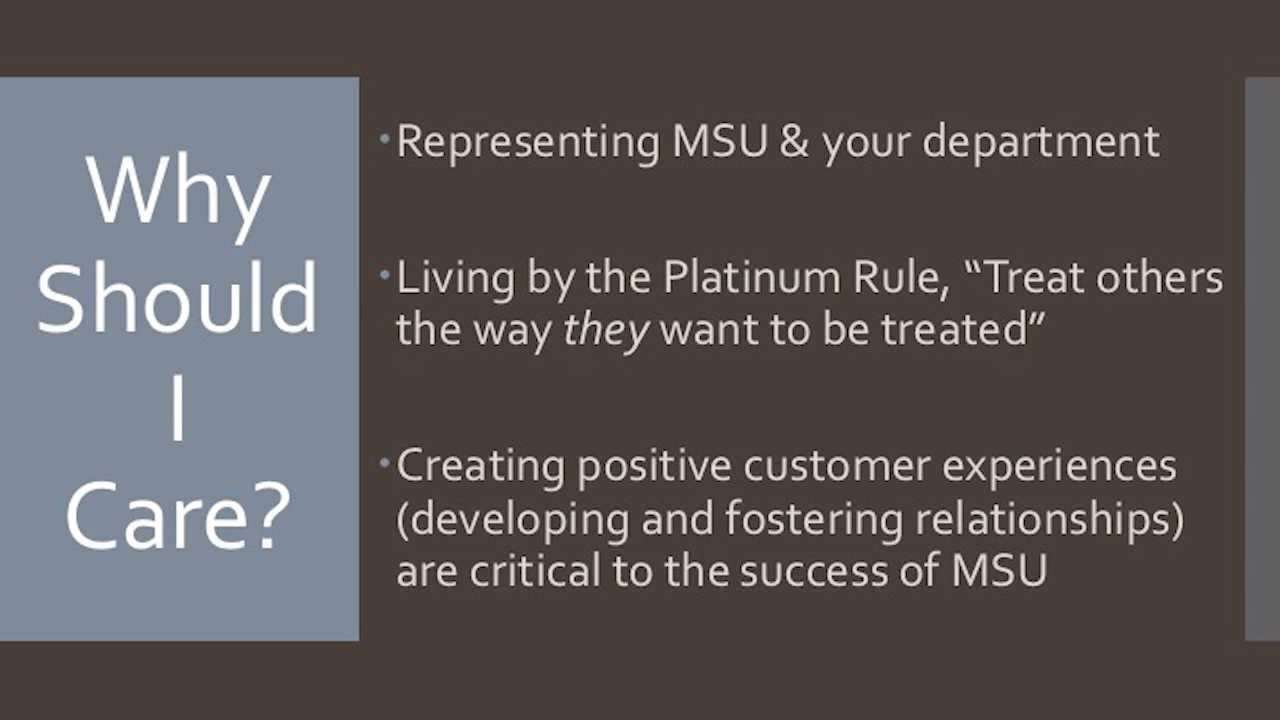 Why
Should
I
Care?
•Representing MSU & your department
•Living by the Platinum Rule, “Treat others
the way they want to be treated”
•Creating positive customer experiences
(developing and fostering relationships)
are critical to the success of MSU